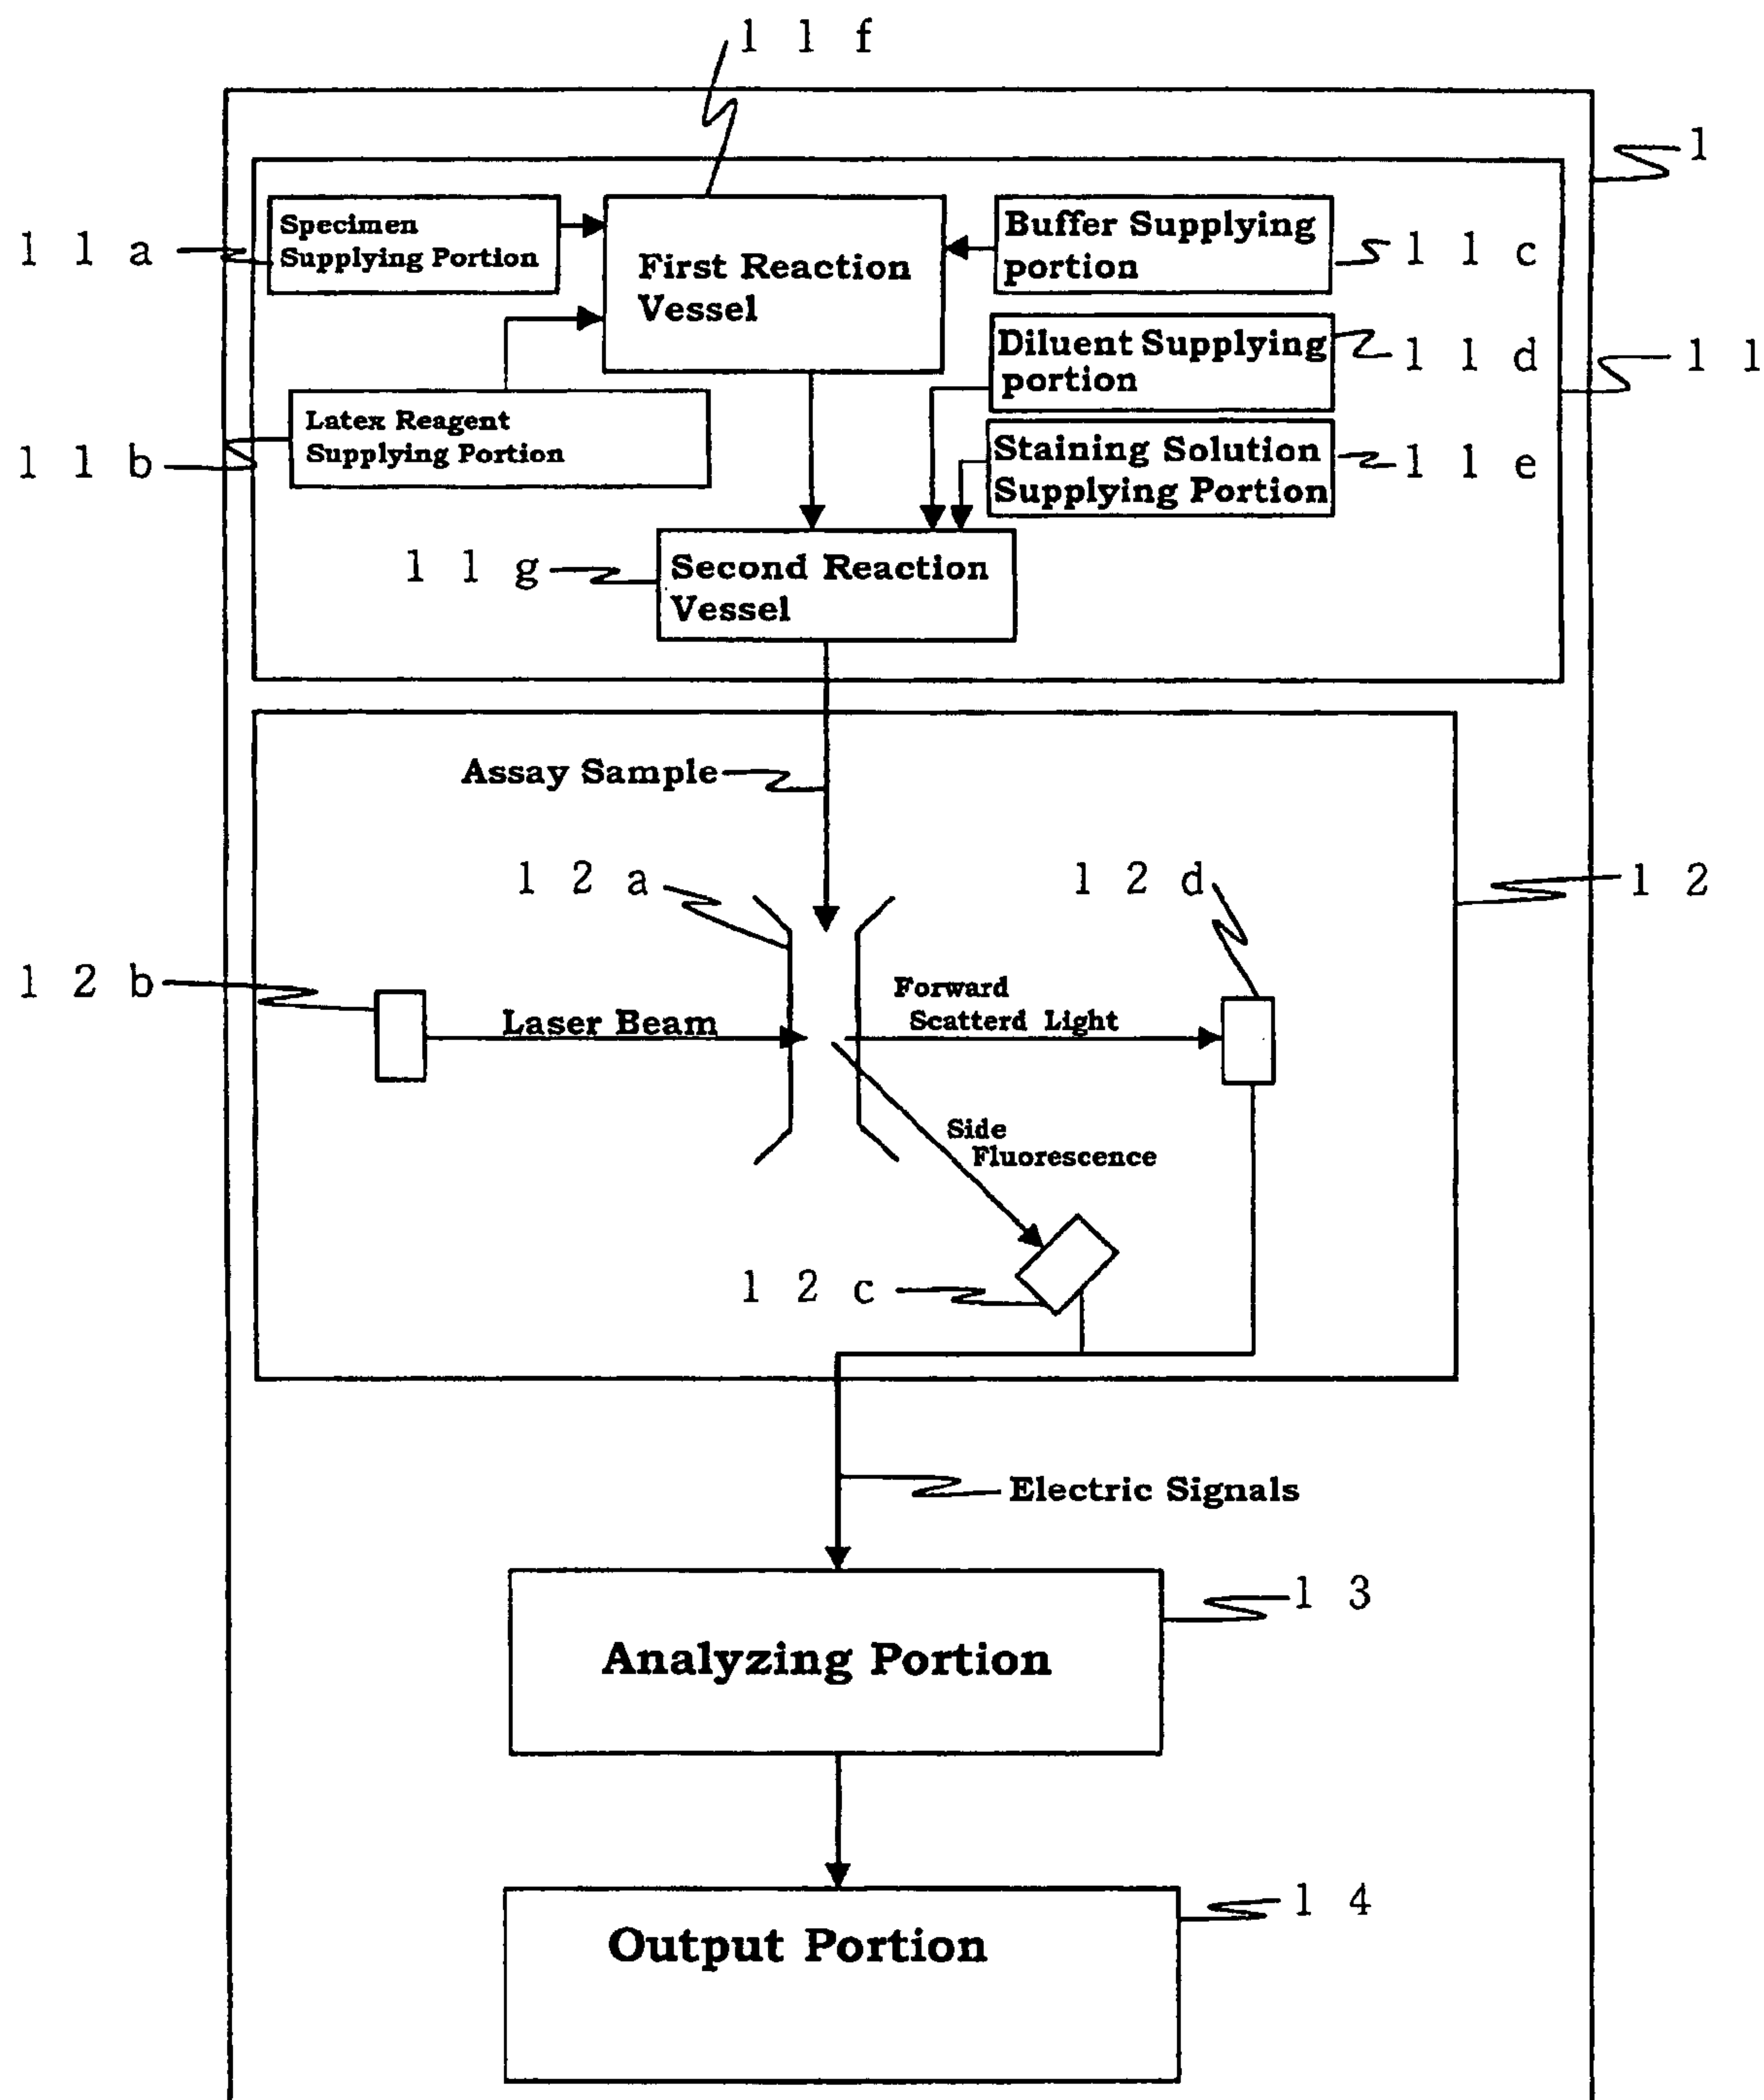 11f
1
Specimen
Supplying Portion
11a
First Reaction
Vessel
Buffer Supplying
portion
11c
Diluent Supplying
portion
11d
11
Latex Reagent
Supplying Portion
11b
Staining Solution
Supplying Portion
11e
11g
Second Reaction
Vessel
Assay Sample
12a
12d
12
12b
Laser Beam
Forward
Scatterd Light
Side
Fluorescence
12c
Electric Signals
13
Analyzing Portion
14
Output Portion